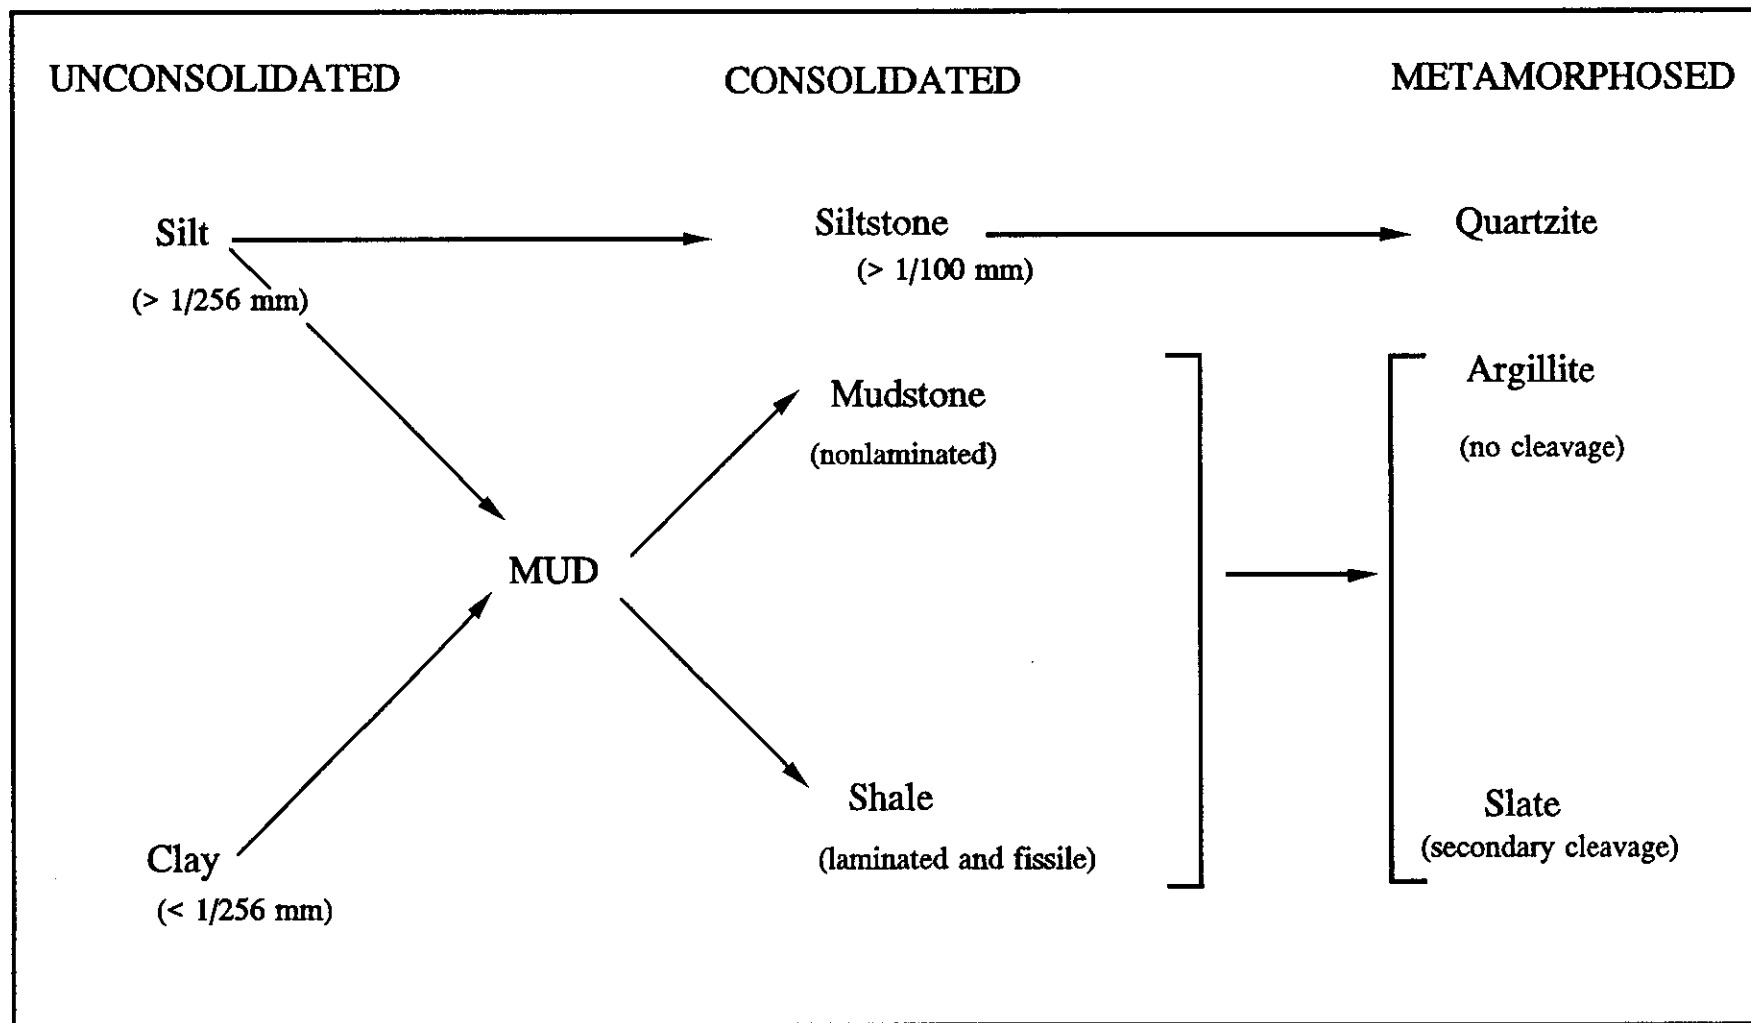 UNCONSOLIDATED CONSOLIDATED METAMORPHOSED
Silt Siltstone Quartzite
(> 1/256 mm) (> 1/100 mm)
Mudstone Argillite
(nonlaminated) (no cleavage)
MUD
Shale Slate
(laminated and fissile) (secondary cleavage)
Clay
(< 1/256 mm)